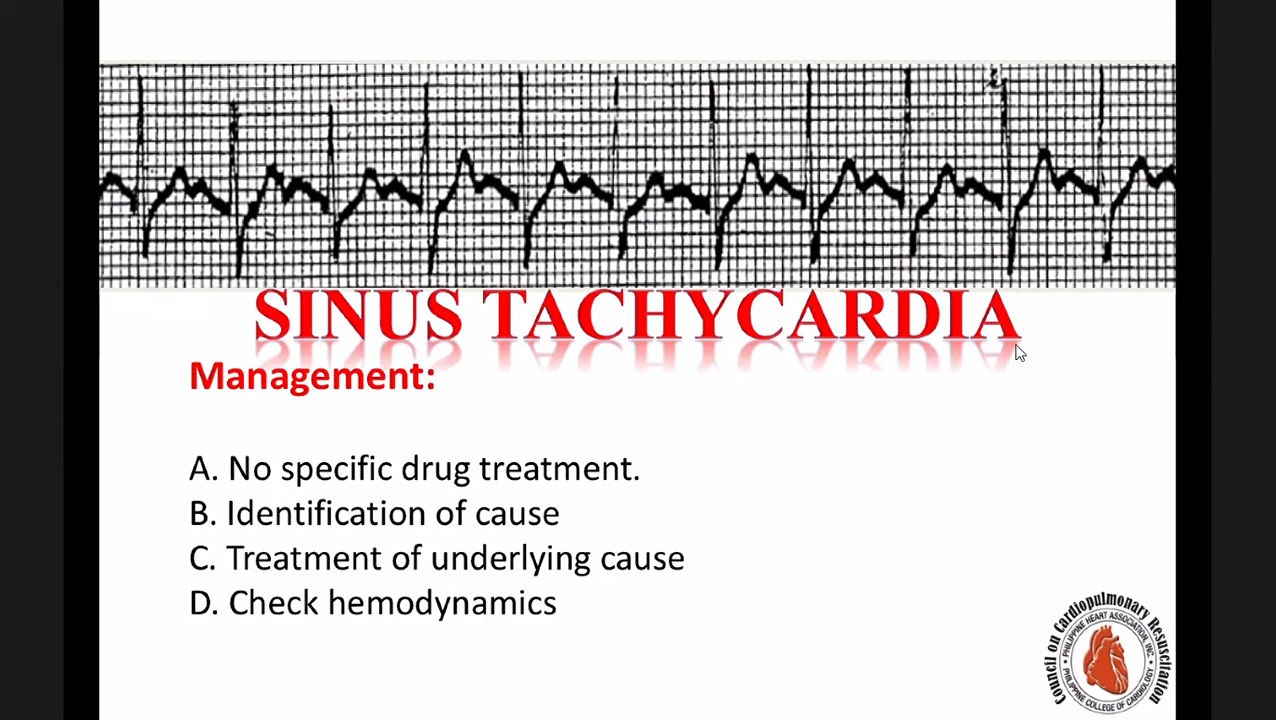 SINUS TACHYCARDIA
Management:
A. No specific drug treatment.
B. Identification of cause
C. Treatment of underlying cause
D. Check hemodynamics
Council on Cardiopulmonary Resuscitation
PHILIPPINE HEART ASSOCIATION, INC.
PHILIPPINE COLLEGE OF CARDIOLOGY